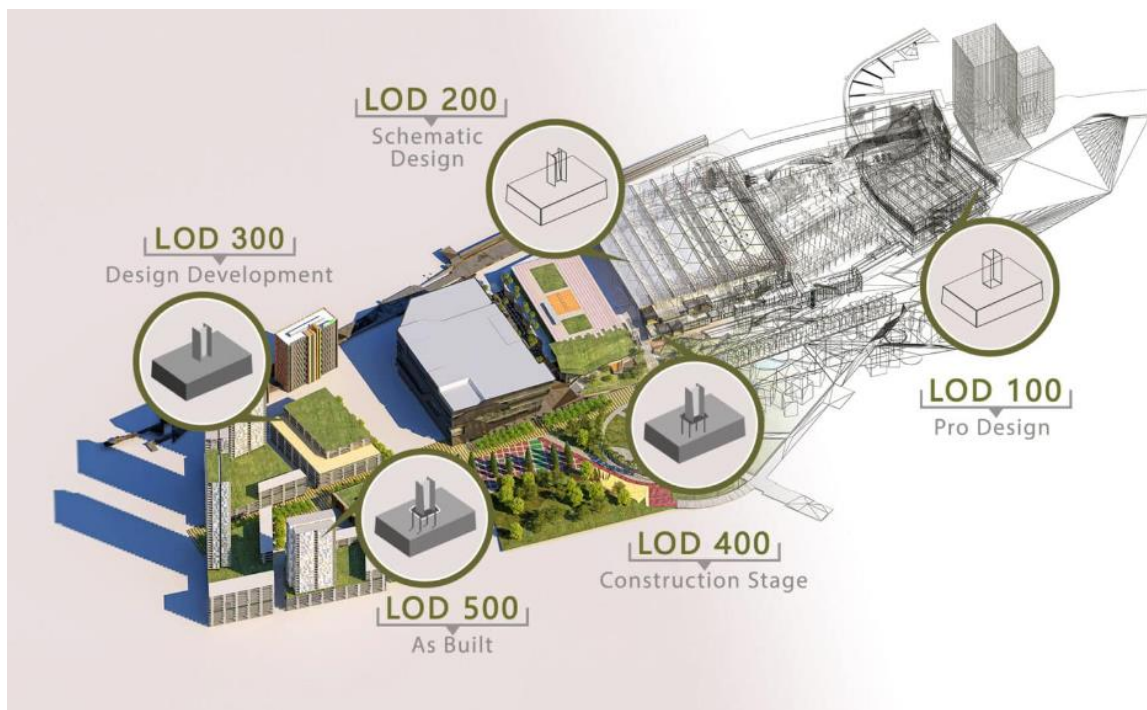 LOD 200
Schematic
Design
LOD 300
Design Development
LOD 100
Pro Design
LOD 400
Construction Stage
LOD 500
As Built